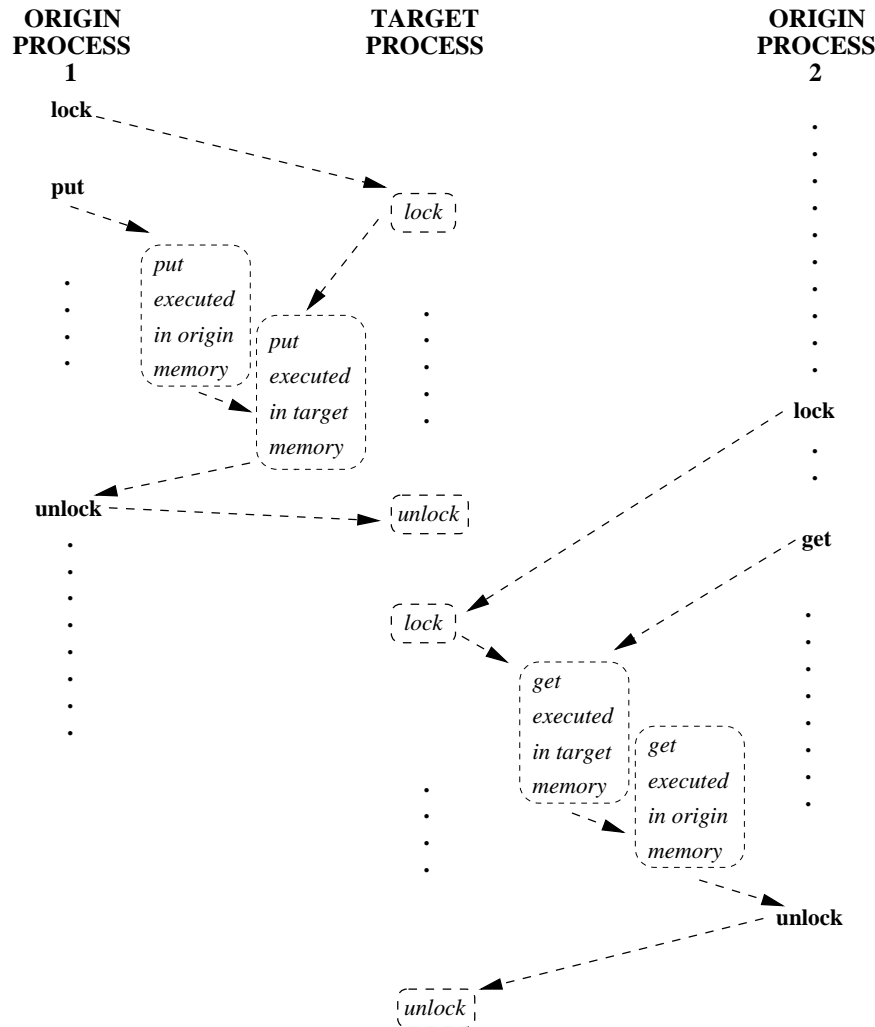 ORIGIN
PROCESS
1
TARGET
PROCESS
ORIGIN
PROCESS
2
lock
put
lock
put
executed
in origin
memory
put
executed
in target
memory
lock
unlock
unlock
get
lock
get
executed
in target
memory
get
executed
in origin
memory
unlock
unlock